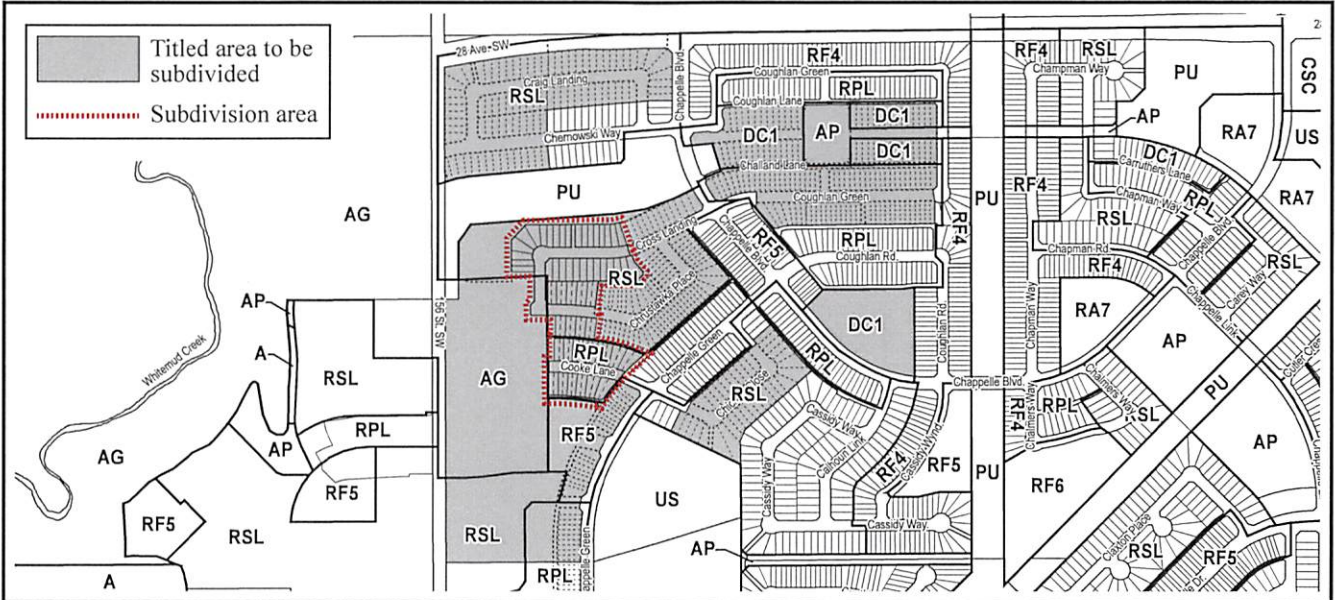 Titled area to be
subdivided
Subdivision area
28 Ave. SW
Craig Landing
RSL
Chernowski Way
Chappelle Blvd.
RF4
Coughlan Green
RPL
Coughlan Lane
DC1
AP
DC1
DC1
Challand Lane
Coughlan Green
RF4
RSL
Champman Way
PU
CSC
AP
RA7
US
DC1
Carruthers Lane
PU
RF4
Chapman Way
RPL
RA7
RSL
Chappelle Blvd.
RSL
Chapman Rd.
RF4
Carey Way
Chappelle Link
RA7
AP
PU
AG
PU
Cross Landing
RSL
Chrusciwka Place
Chappelle Blvd.
RF5
RPL
Coughlan Rd.
RF4
DC1
Coughlan Rd.
Chapman Way
AP
A
RSL
156 St. SW
AG
RPL
Cooke Lane
Chappelle Green
RPL
RSL
Chappelle Blvd.
Chalmers Way
RPL
Chalmers Way
RSL
RF4
Whitemud Creek
AG
AP
RPL
RF5
RF5
RSL
A
RF5
US
RSL
RPL
Cassidy Way
Calhoun Link
Cassidy Way
RF4
Cassidy Wynd
RF5
Cassidy Way
PU
RF6
AP
AP
Claxton Place
RSL
RF5